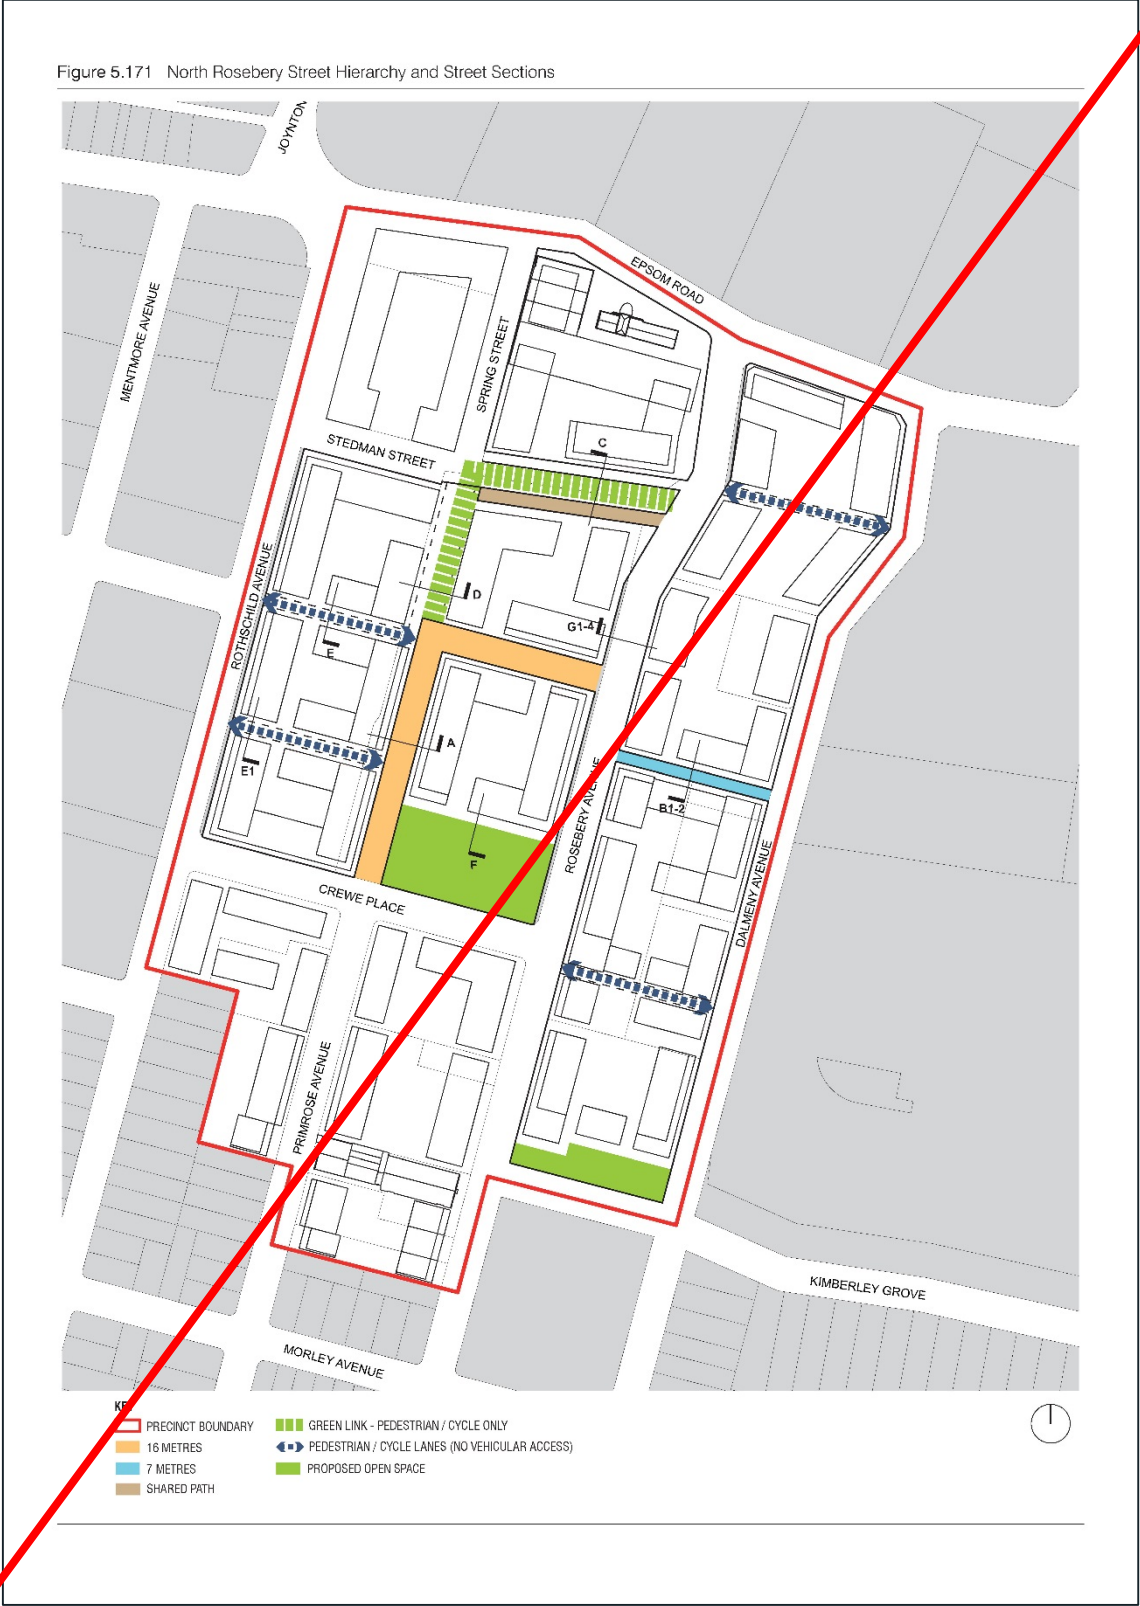 Figure 5.171 North Rosebery Street Hierarchy and Street Sections
JOYNTON
EPSOM ROAD
MENTMORE AVENUE
SPRING STREET
STEDMAN STREET
C
ROTHSCHILD AVENUE
D
G1-4
E
A
E1
ROSEBERY AVENUE
B1-2
F
DALMENY AVENUE
CREWE PLACE
PRIMROSE AVENUE
KIMBERLEY GROVE
MORLEY AVENUE
KEY
PRECINCT BOUNDARY
16 METRES
7 METRES
SHARED PATH
GREEN LINK - PEDESTRIAN / CYCLE ONLY
PEDESTRIAN / CYCLE LANES (NO VEHICULAR ACCESS)
PROPOSED OPEN SPACE